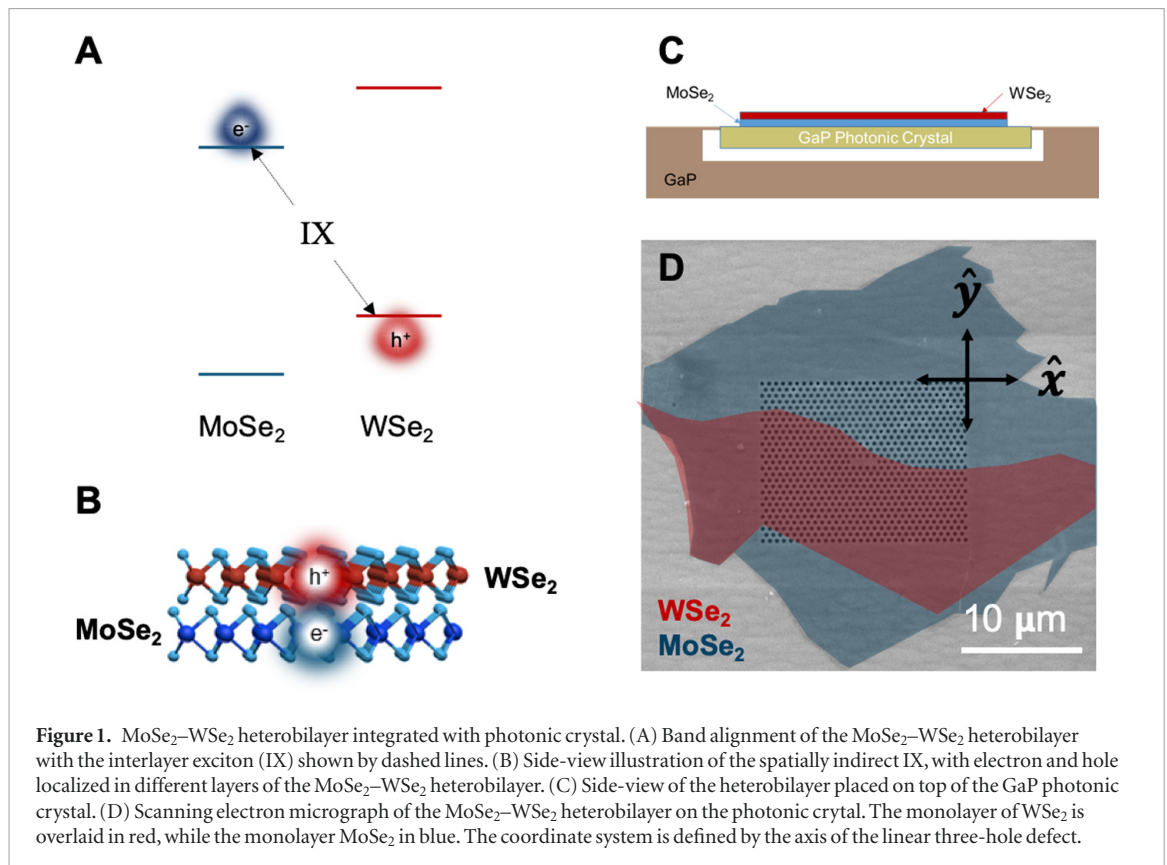 A
e-
IX
h+
MoSe2
WSe2
B
h+
WSe2
MoSe2
e-
C
MoSe2
WSe2
GaP Photonic Crystal
GaP
D
ŷ
x̂
WSe2
MoSe2
10 μm
Figure 1. MoSe2–WSe2 heterobilayer integrated with photonic crystal. (A) Band alignment of the MoSe2–WSe2 heterobilayer
with the interlayer exciton (IX) shown by dashed lines. (B) Side-view illustration of the spatially indirect IX, with electron and hole
localized in different layers of the MoSe2–WSe2 heterobilayer. (C) Side-view of the heterobilayer placed on top of the GaP photonic
crystal. (D) Scanning electron micrograph of the MoSe2–WSe2 heterobilayer on the photonic crytal. The monolayer of WSe2 is
overlaid in red, while the monolayer MoSe2 in blue. The coordinate system is defined by the axis of the linear three-hole defect.